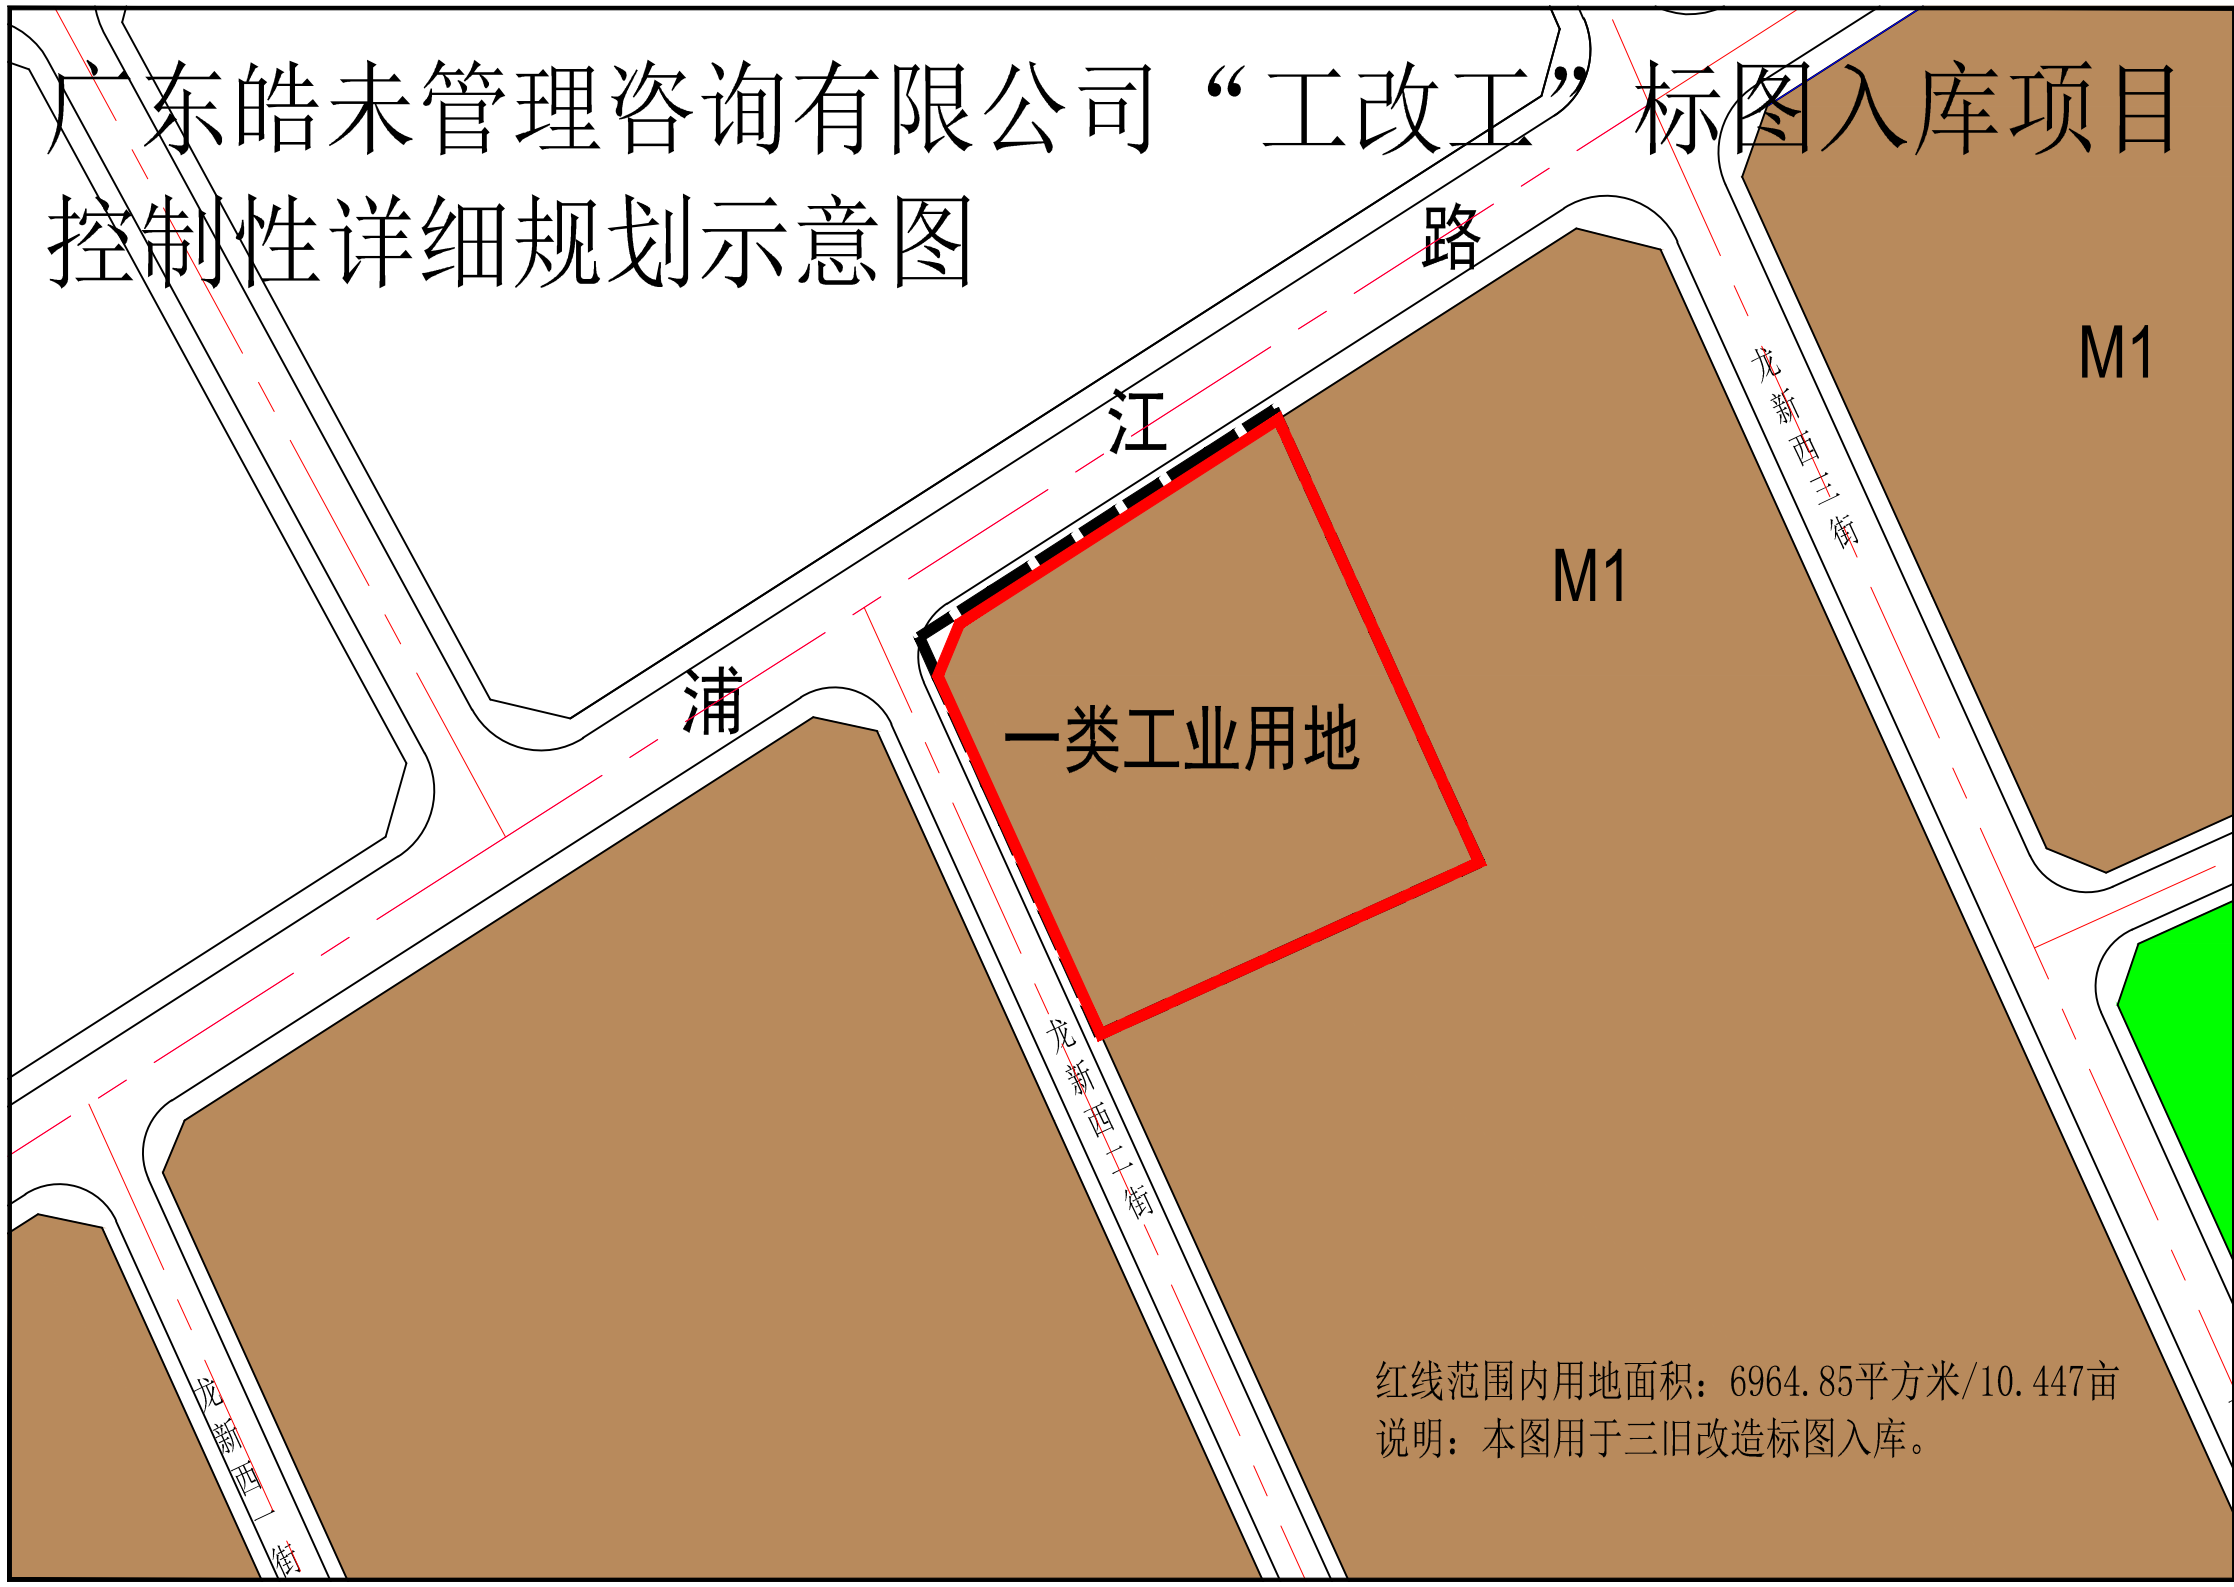 广东皓未管理咨询有限公司“工改工”标图入库项目
控制性详细规划示意图
浦江路
M1
M1
龙新西三街
一类工业用地
龙新西二街
龙新西一街
红线范围内用地面积：6964.85平方米/10.447亩
说明：本图用于三旧改造标图入库。